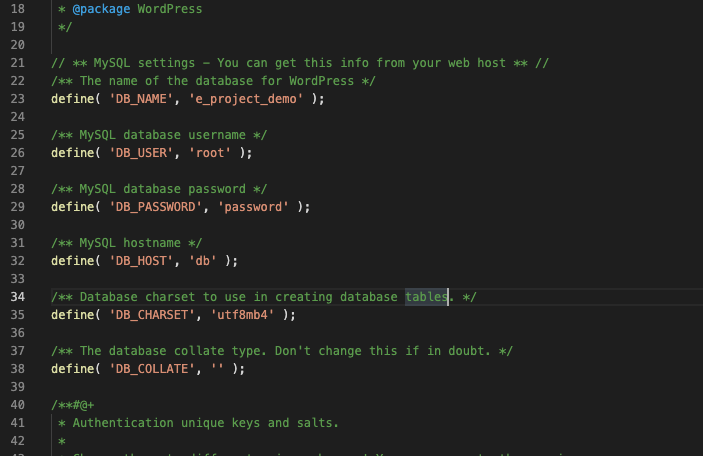 18 * @package WordPress
19 */
20
21 // ** MySQL settings - You can get this info from your web host ** //
22 /** The name of the database for WordPress */
23 define( 'DB_NAME', 'e_project_demo' );
24
25 /** MySQL database username */
26 define( 'DB_USER', 'root' );
27
28 /** MySQL database password */
29 define( 'DB_PASSWORD', 'password' );
30
31 /** MySQL hostname */
32 define( 'DB_HOST', 'db' );
33
34 /** Database charset to use in creating database tables. */
35 define( 'DB_CHARSET', 'utf8mb4' );
36
37 /** The database collate type. Don't change this if in doubt. */
38 define( 'DB_COLLATE', '' );
39
40 /**#@+
41 * Authentication unique keys and salts.
42 *